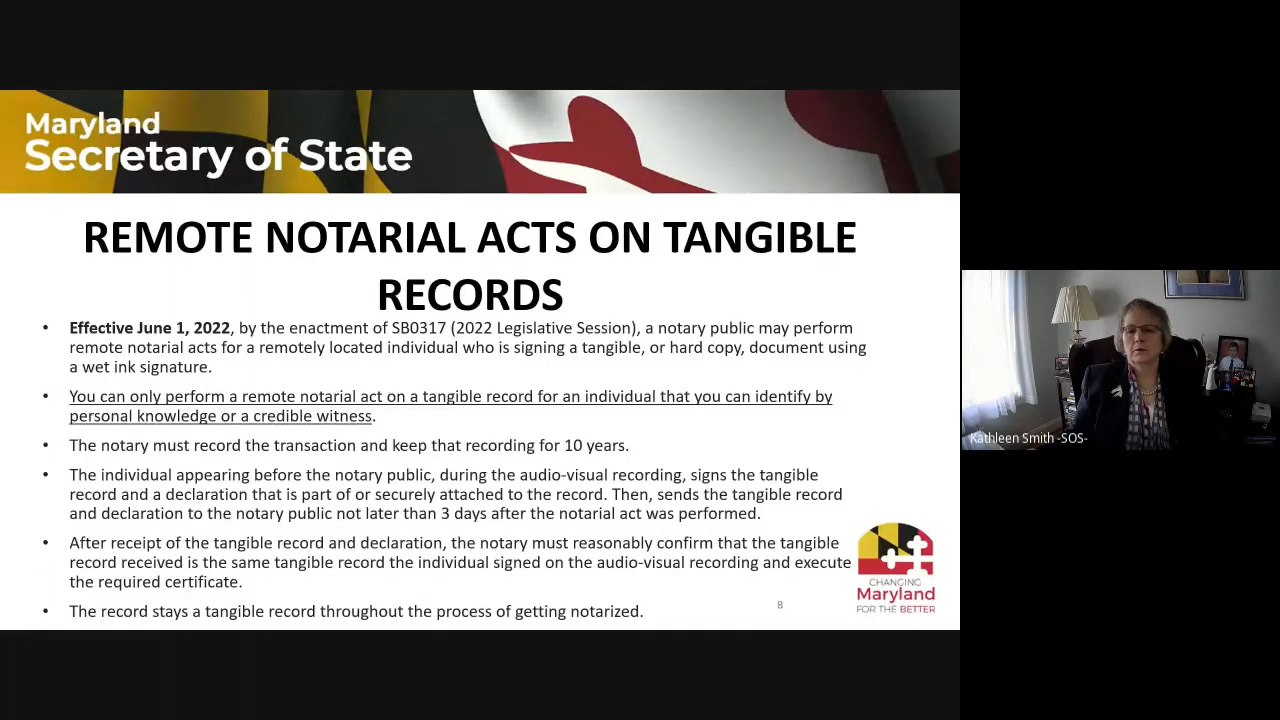 Maryland
Secretary of State
REMOTE NOTARIAL ACTS ON TANGIBLE
RECORDS
• Effective June 1, 2022, by the enactment of SB0317 (2022 Legislative Session), a notary public may perform
remote notarial acts for a remotely located individual who is signing a tangible, or hard copy, document using
a wet ink signature.
• You can only perform a remote notarial act on a tangible record for an individual that you can identify by
personal knowledge or a credible witness.
• The notary must record the transaction and keep that recording for 10 years.
• The individual appearing before the notary public, during the audio-visual recording, signs the tangible
record and a declaration that is part of or securely attached to the record. Then, sends the tangible record
and declaration to the notary public not later than 3 days after the notarial act was performed.
• After receipt of the tangible record and declaration, the notary must reasonably confirm that the tangible
record received is the same tangible record the individual signed on the audio-visual recording and execute
the required certificate.
• The record stays a tangible record throughout the process of getting notarized.
8
CHANGING
Maryland
FOR THE BETTER
Kathleen Smith -SOS-